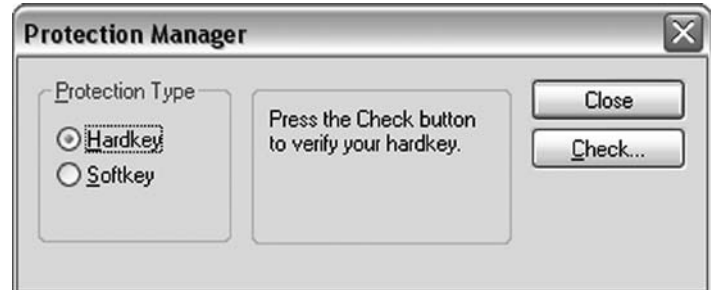 Protection Manager
Protection Type
Hardkey
Softkey
Press the Check button
to verify your hardkey.
Close
Check...